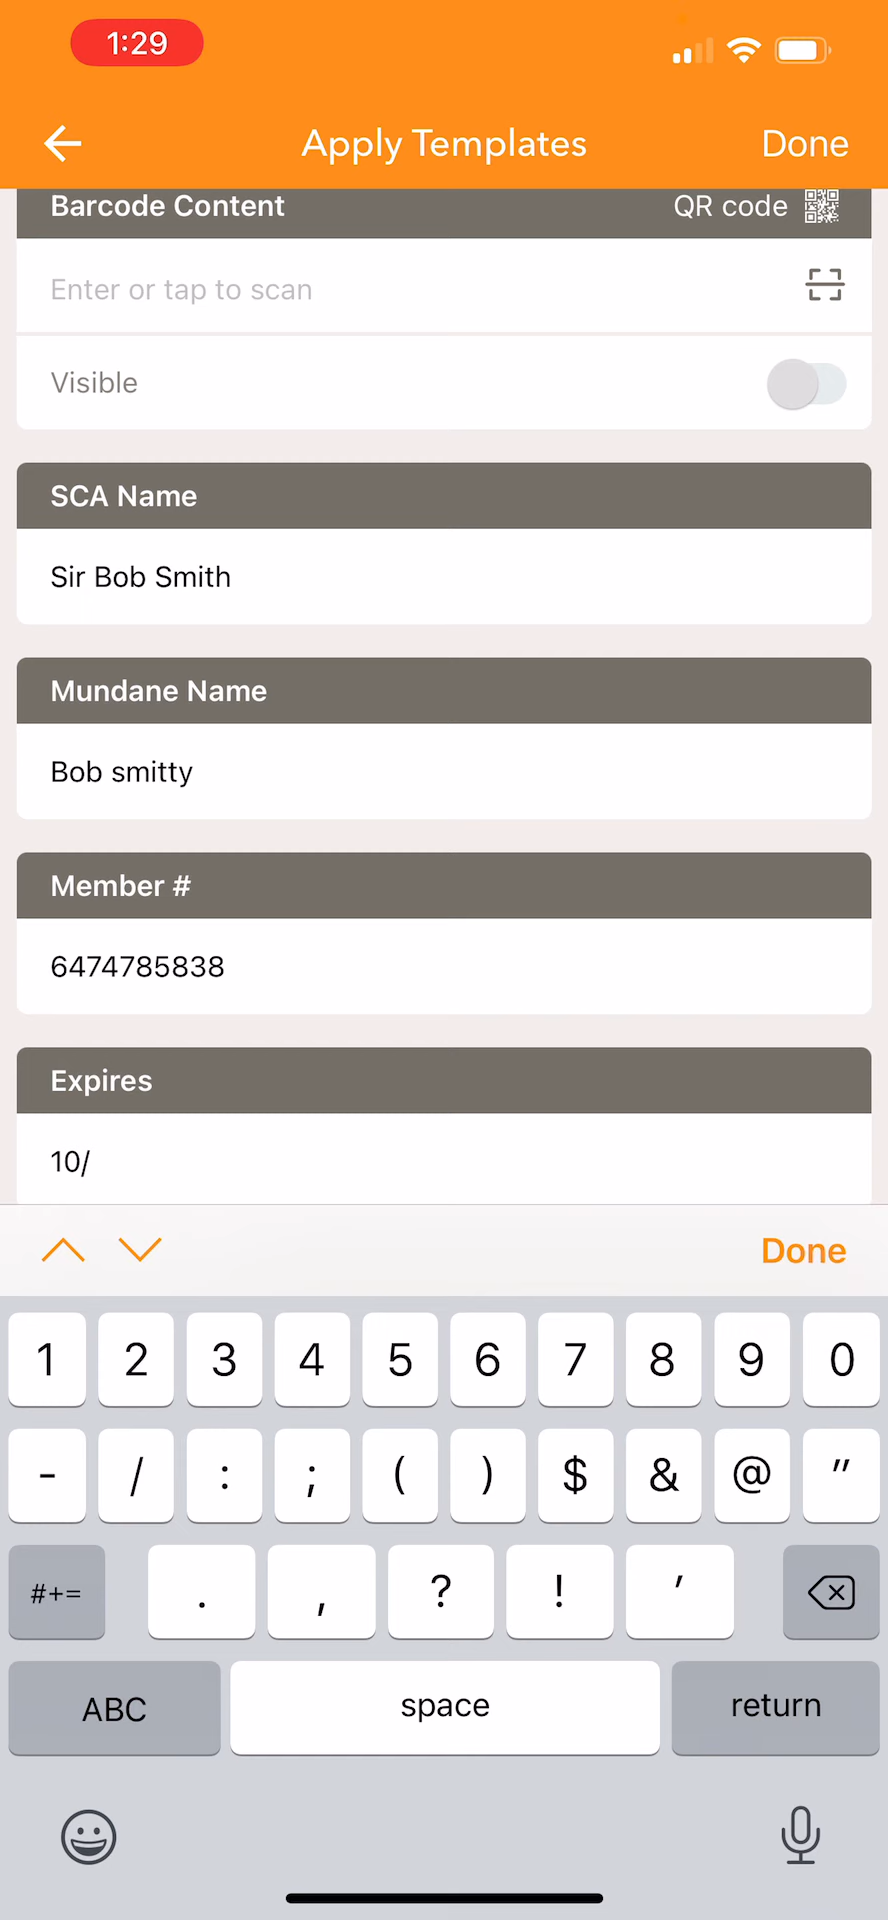 1:29
Apply Templates
Done
Barcode Content
QR code
Enter or tap to scan
Visible
SCA Name
Sir Bob Smith
Mundane Name
Bob smitty
Member #
6474785838
Expires
10/
Done
1 2 3 4 5 6 7 8 9 0
- / : ; ( ) $ & @ "
#+= . , ? ! '
ABC space return